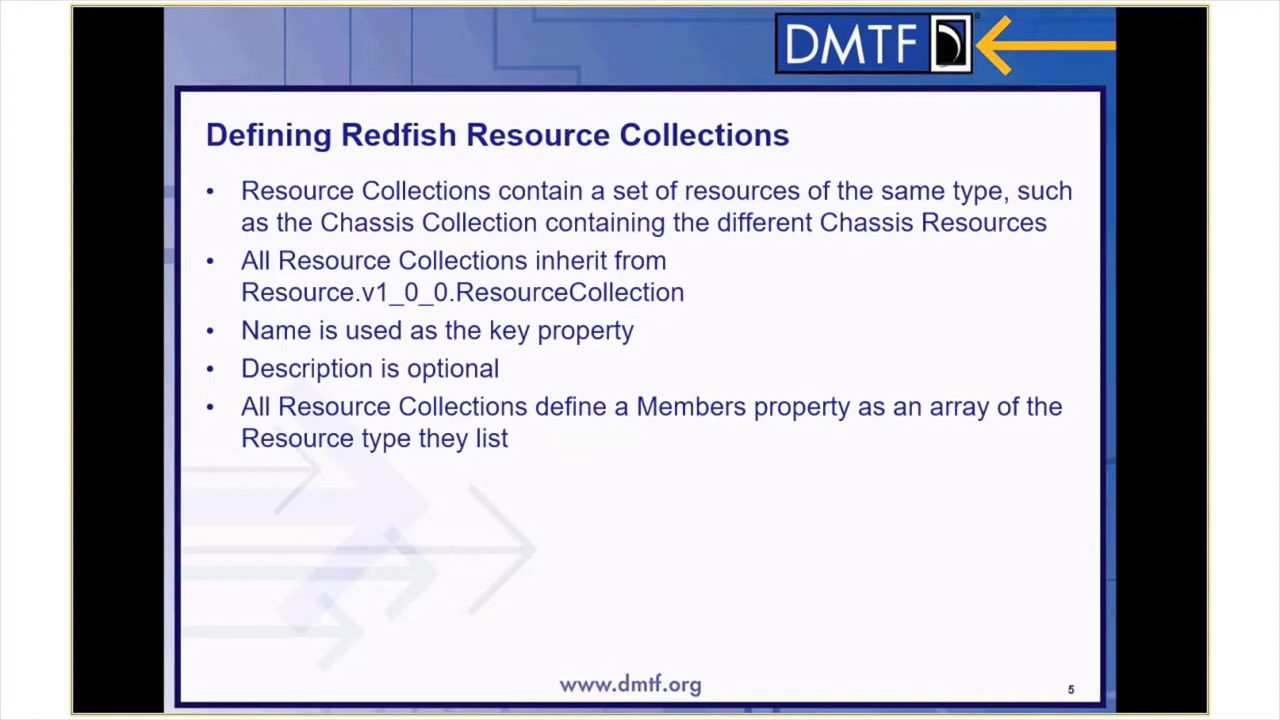 DMTF
Defining Redfish Resource Collections
• Resource Collections contain a set of resources of the same type, such
as the Chassis Collection containing the different Chassis Resources
• All Resource Collections inherit from
Resource.v1_0_0.ResourceCollection
• Name is used as the key property
• Description is optional
• All Resource Collections define a Members property as an array of the
Resource type they list
www.dmtf.org
5